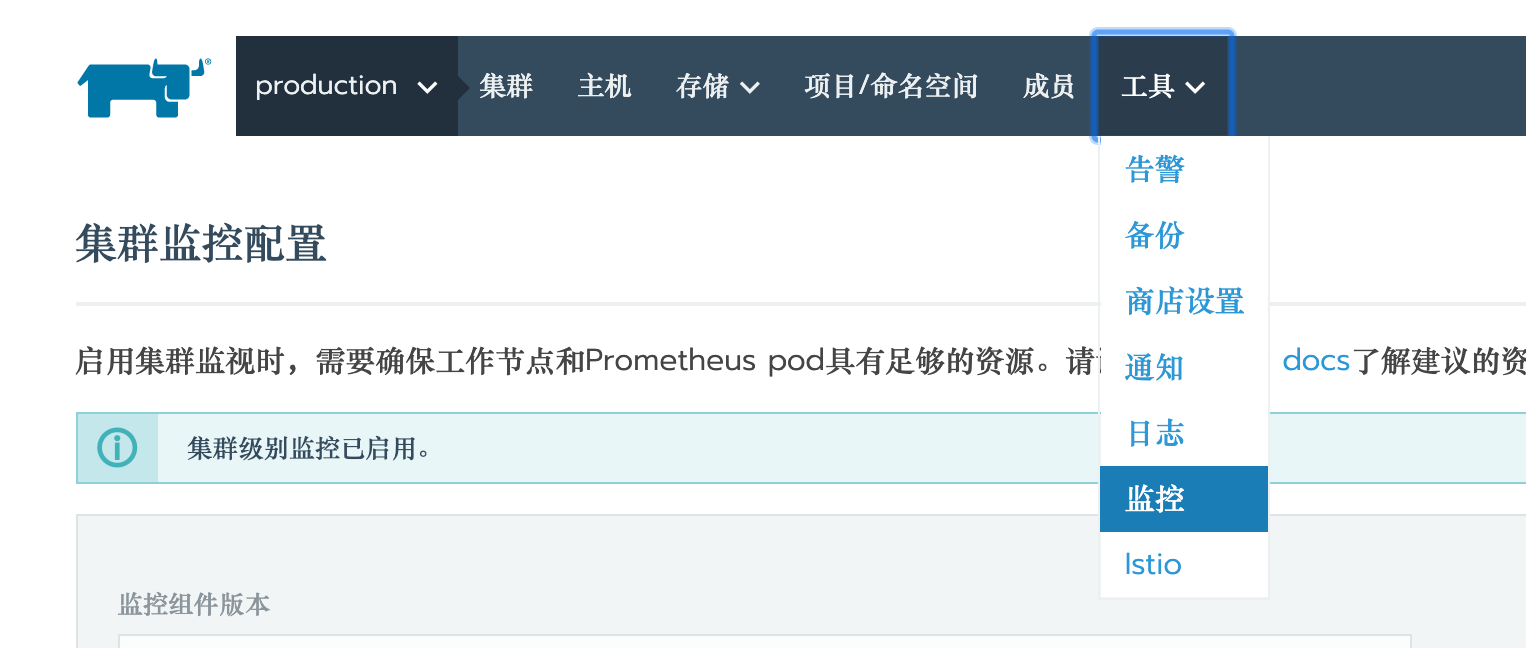 production 集群 主机 存储 项目/命名空间 成员 工具
告警
备份
商店设置
通知
日志
监控
Istio
集群监控配置
启用集群监视时，需要确保工作节点和Prometheus pod具有足够的资源。请 docs了解建议的资
集群级别监控已启用。
监控组件版本